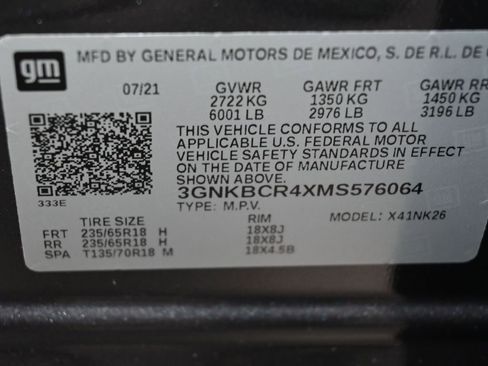 gm MFD BY GENERAL MOTORS DE MEXICO, S. DE R.L. DE
07/21 GVWR GAWR FRT GAWR RR
2722 KG 1350 KG 1450 KG
6001 LB 2976 LB 3196 LB
THIS VEHICLE CONFORMS TO ALL
APPLICABLE U.S. FEDERAL MOTOR
VEHICLE SAFETY STANDARDS IN EFFECT
ON THE DATE OF MANUFACTURE
SHOWN ABOVE.
3GNKBCR4XMS576064
333E TYPE: M.P.V. MODEL: X41NK26
TIRE SIZE RIM
FRT 235/65R18 H 18X8J
RR 235/65R18 H 18X8J
SPA T135/70R18 M 18X4.5B